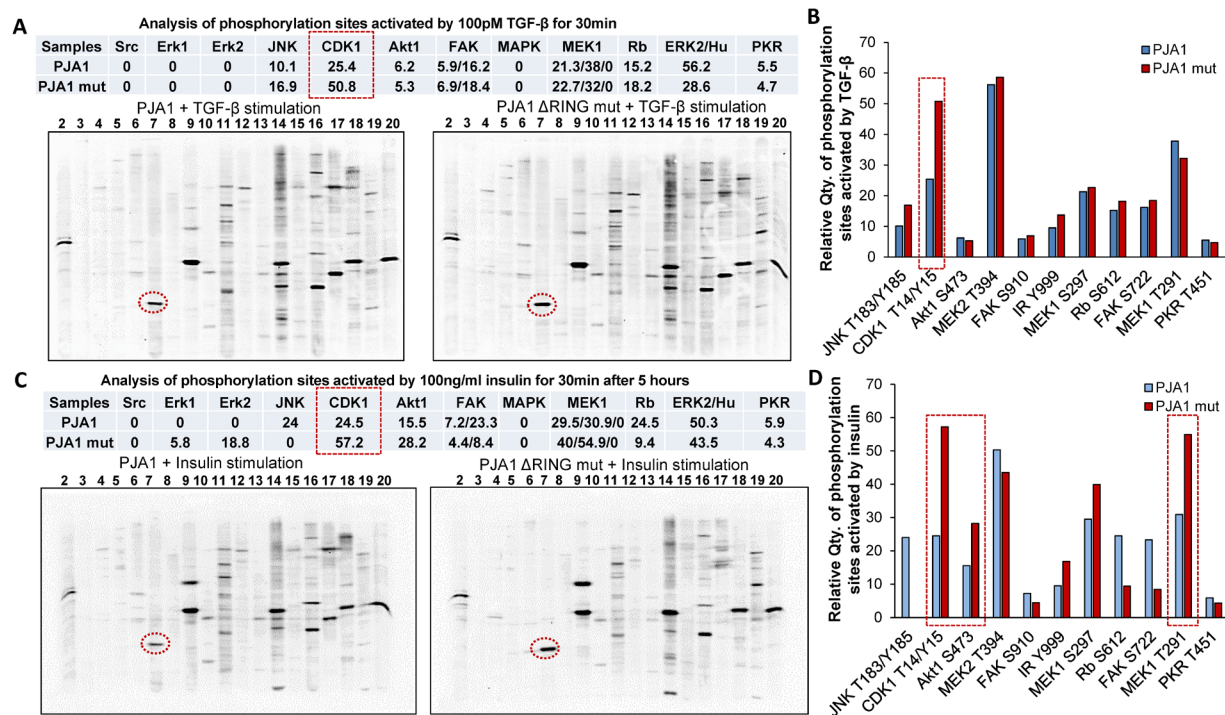 A
Analysis of phosphorylation sites activated by 100pM TGF-β for 30min
Samples Src Erk1 Erk2 JNK CDK1 Akt1 FAK MAPK MEK1 Rb ERK2/Hu PKR
PJA1 0 0 0 10.1 25.4 6.2 5.9/16.2 0 21.3/38/0 15.2 56.2 5.5
PJA1 mut 0 0 0 16.9 50.8 5.3 6.9/18.4 0 22.7/32/0 18.2 28.6 4.7
PJA1 + TGF-β stimulation
2 3 4 5 6 7 8 9 10 11 12 13 14 15 16 17 18 19 20
PJA1 ΔRING mut + TGF-β stimulation
2 3 4 5 6 7 8 9 10 11 12 13 14 15 16 17 18 19 20
B
Relative Qty. of phosphorylation
sites activated by TGF-β
70
60
50
40
30
20
10
0
PJA1
PJA1 mut
JNK T183/Y185
CDK1 T14/Y15
Akt1 S473
MEK2 T394
FAK S910
IR Y999
MEK1 S297
Rb S612
FAK S722
MEK1 T291
PKR T451
C
Analysis of phosphorylation sites activated by 100ng/ml insulin for 30min after 5 hours
Samples Src Erk1 Erk2 JNK CDK1 Akt1 FAK MAPK MEK1 Rb ERK2/Hu PKR
PJA1 0 0 0 24 24.5 15.5 7.2/23.3 0 29.5/30.9/0 24.5 50.3 5.9
PJA1 mut 0 5.8 18.8 0 57.2 28.2 4.4/8.4 0 40/54.9/0 9.4 43.5 4.3
PJA1 + Insulin stimulation
2 3 4 5 6 7 8 9 10 11 12 13 14 15 16 17 18 19 20
PJA1 ΔRING mut + Insulin stimulation
2 3 4 5 6 7 8 9 10 11 12 13 14 15 16 17 18 19 20
D
Relative Qty. of phosphorylation
sites activated by insulin
70
60
50
40
30
20
10
0
PJA1
PJA1 mut
JNK T183/Y185
CDK1 T14/Y15
Akt1 S473
MEK2 T394
FAK S910
IR Y999
MEK1 S297
Rb S612
FAK S722
MEK1 T291
PKR T451